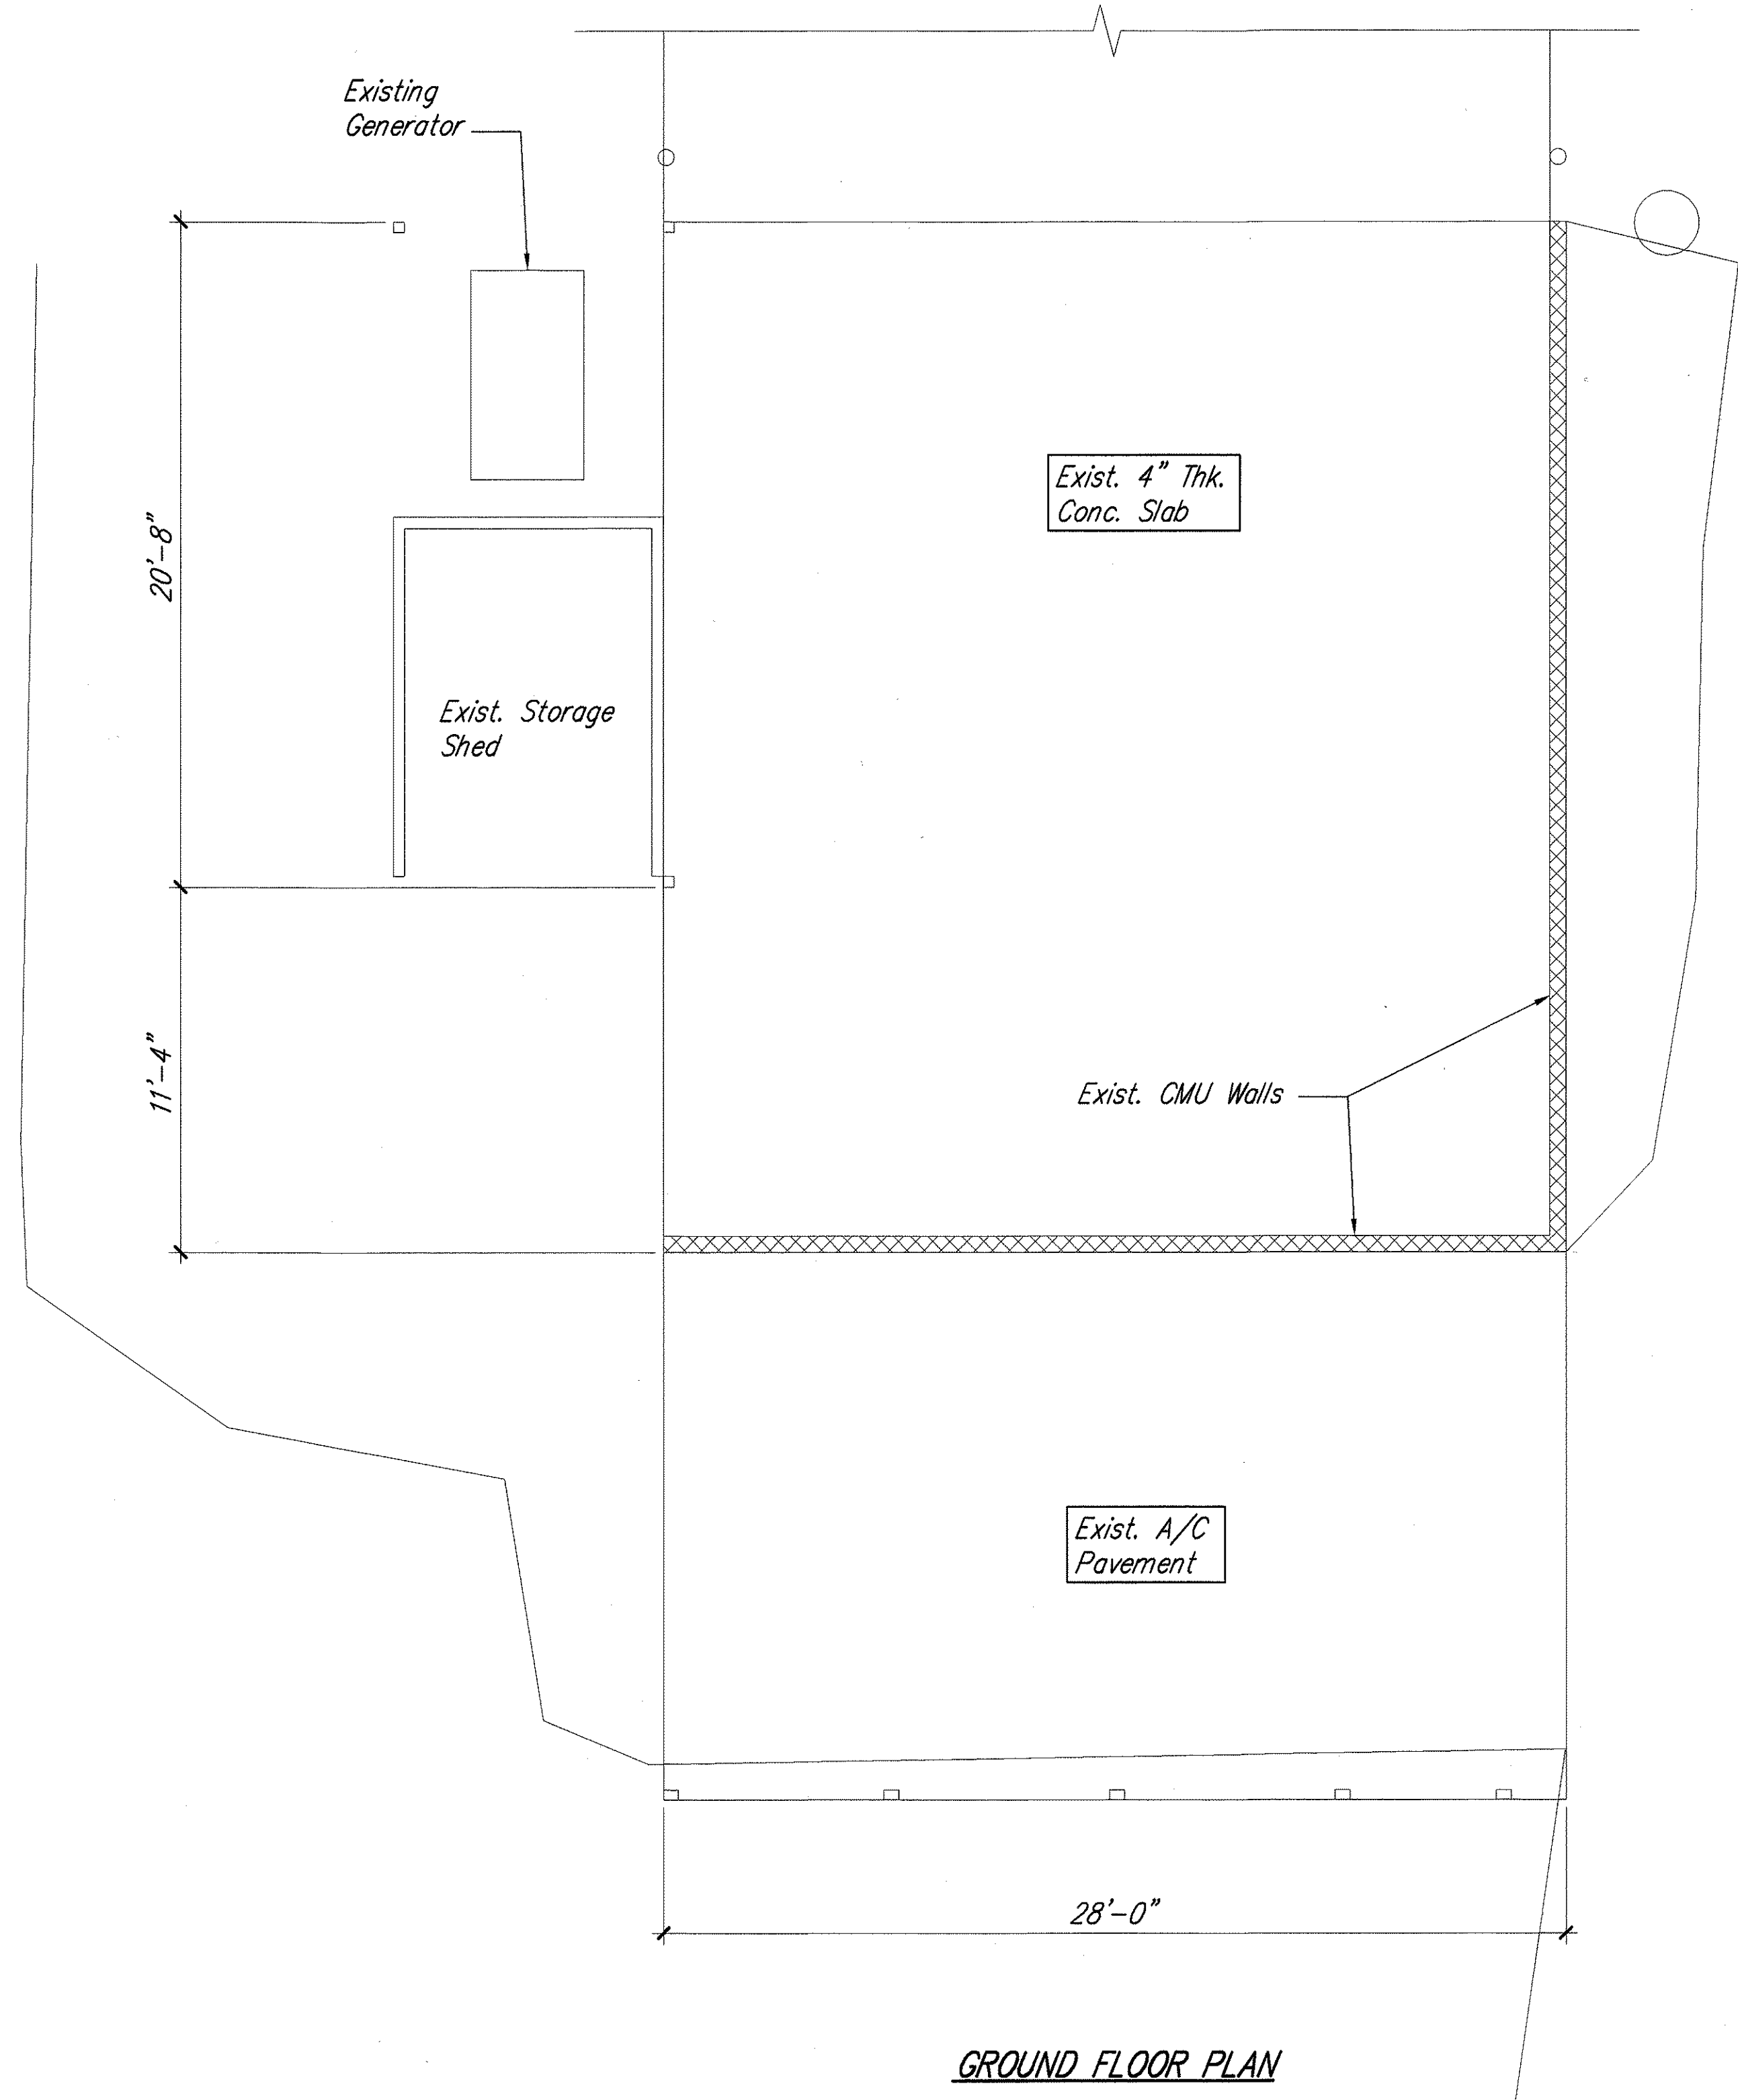 Existing
Generator
Exist. 4" Thk.
Conc. Slab
20'-8"
Exist. Storage
Shed
11'-4"
Exist. CMU Walls
Exist. A/C
Pavement
28'-0"
GROUND FLOOR PLAN